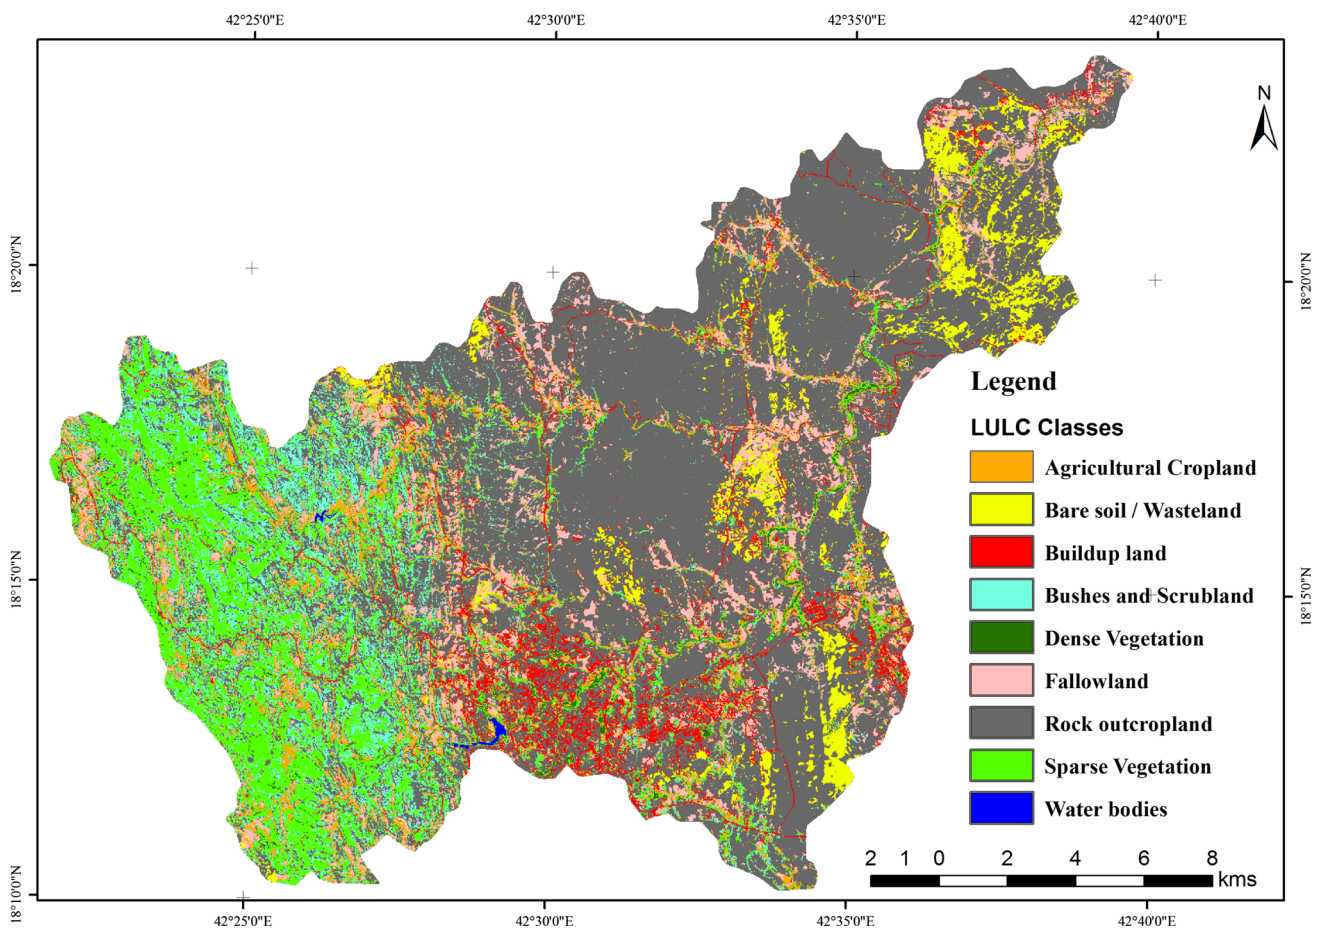 42°25'0"E 42°30'0"E 42°35'0"E 42°40'0"E
N
18°20'0"N 18°20'0"N
Legend
LULC Classes
Agricultural Cropland
Bare soil / Wasteland
Buildup land
18°15'0"N Bushes and Scrubland 18°15'0"N
Dense Vegetation
Fallowland
Rock outcropland
Sparse Vegetation
Water bodies
2 1 0 2 4 6 8
kms
18°10'0"N
42°25'0"E 42°30'0"E 42°35'0"E 42°40'0"E